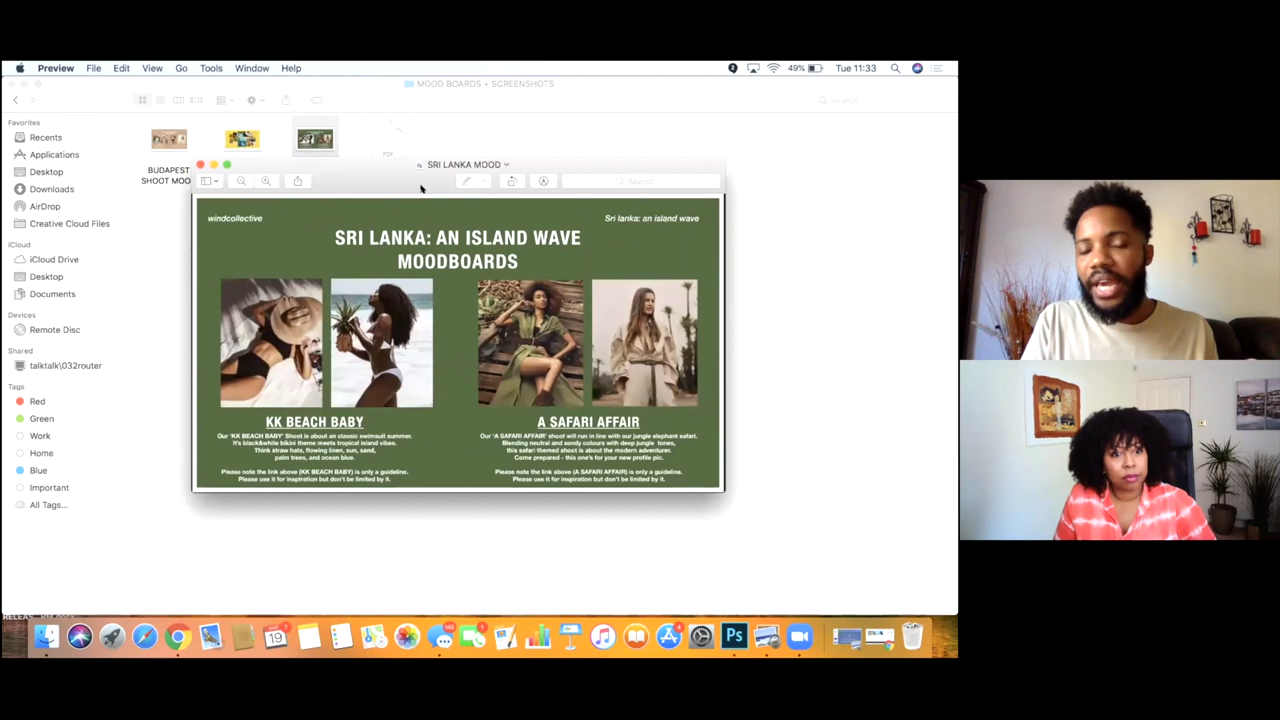 Preview File Edit View Go Tools Window Help
49% Tue 11:33
MOOD BOARDS + SCREENSHOTS
Search
Favorites
Recents
Applications
Desktop
Downloads
AirDrop
Creative Cloud Files
iCloud
iCloud Drive
Desktop
Documents
Devices
Remote Disc
Shared
talktalk\032router
Tags
Red
Green
Work
Home
Blue
Important
All Tags...
BUDAPEST
SHOOT MOO
PDF
SRI LANKA MOOD
Search
windcollective
Sri lanka: an island wave
SRI LANKA: AN ISLAND WAVE
MOODBOARDS
KK BEACH BABY
Our 'KK BEACH BABY' Shoot is about an classic swimsuit summer.
It's black&white bikini theme meets tropical island vibes.
Think straw hats, flowing linen, sun, sand,
palm trees, and ocean blue.
Please note the link above (KK BEACH BABY) is only a guideline.
Please use it for inspiration but don't be limited by it.
A SAFARI AFFAIR
Our 'A SAFARI AFFAIR' shoot will run in line with our jungle elephant safari.
Blending neutral and sandy colours with deep jungle tones,
this safari themed shoot is about the modern adventurer.
Come prepared - this one's for your new profile pic.
Please note the link above (A SAFARI AFFAIR) is only a guideline.
Please use it for inspiration but don't be limited by it.
19
Ps